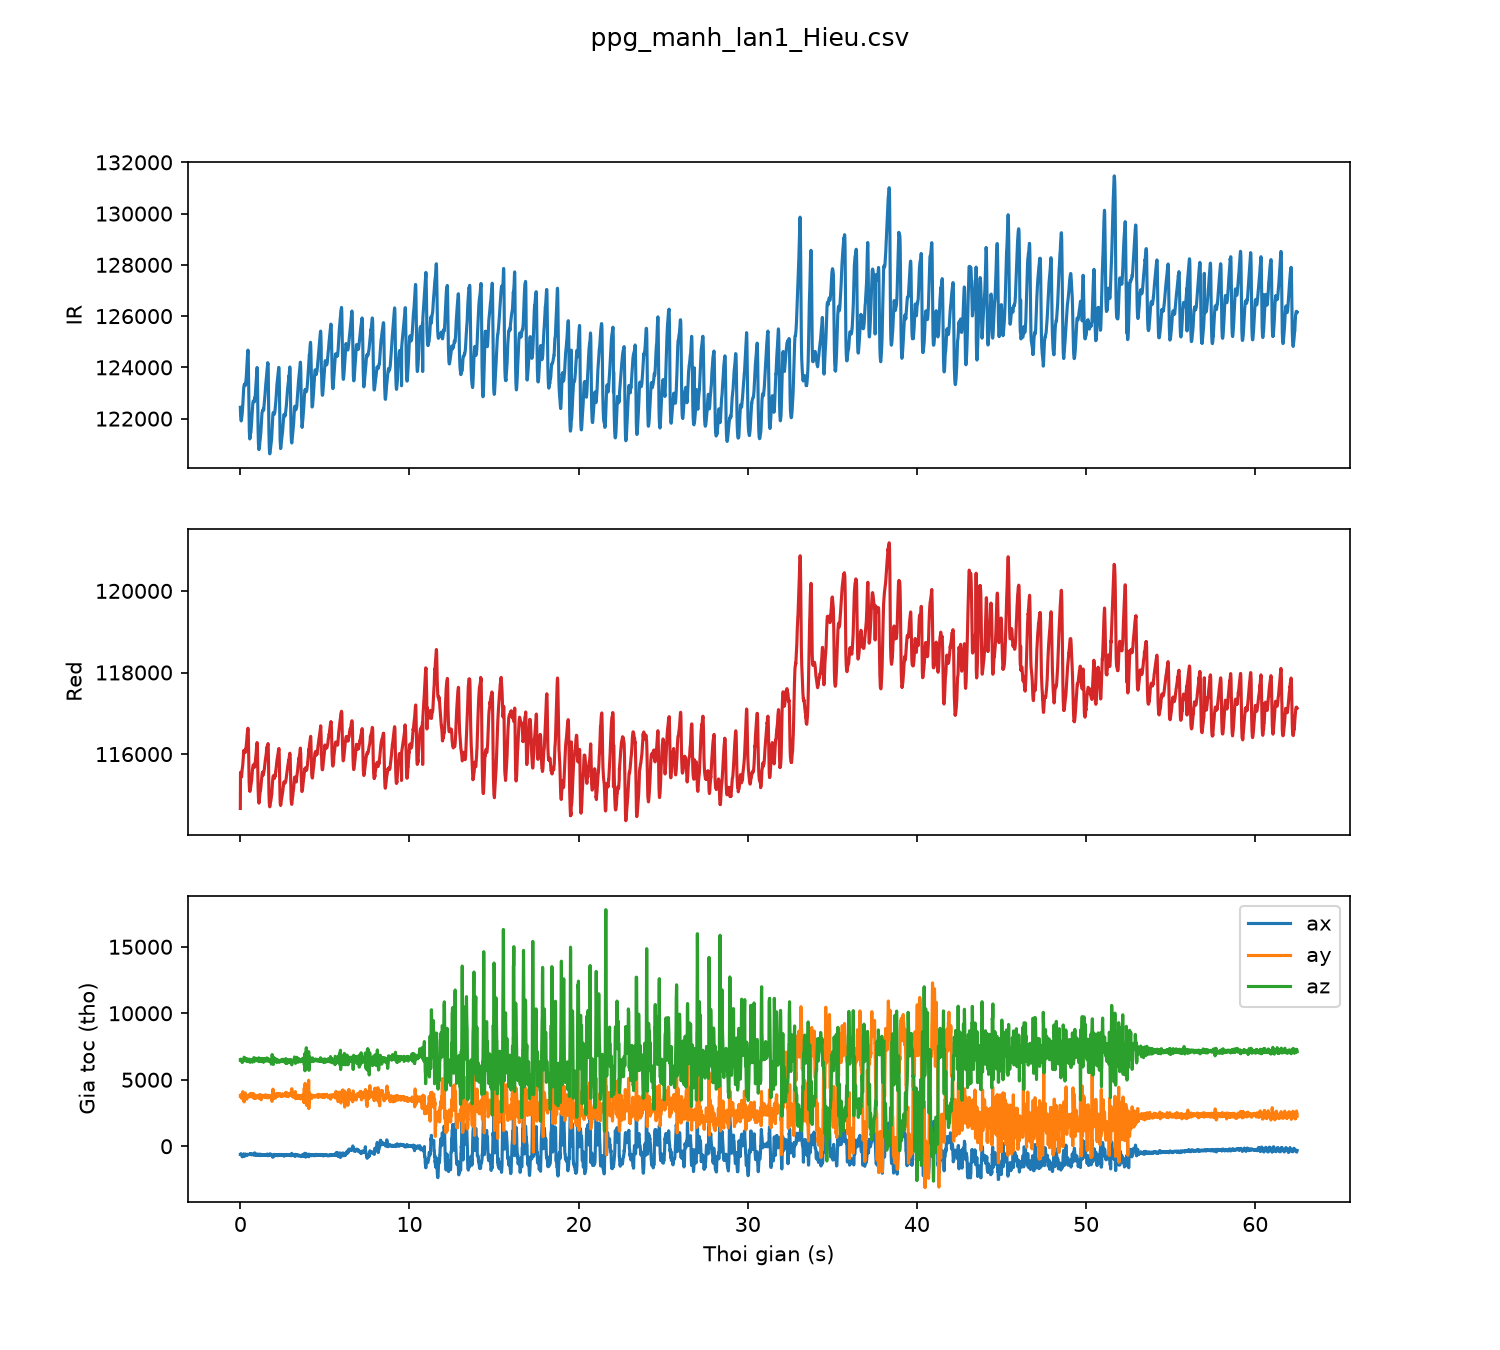 ppg_manh_lan1_Hieu.csv
132000
130000
128000
126000
124000
122000
IR
120000
118000
116000
Red
15000
10000
5000
0
Gia toc (tho)
ax
ay
az
0 10 20 30 40 50 60
Thoi gian (s)